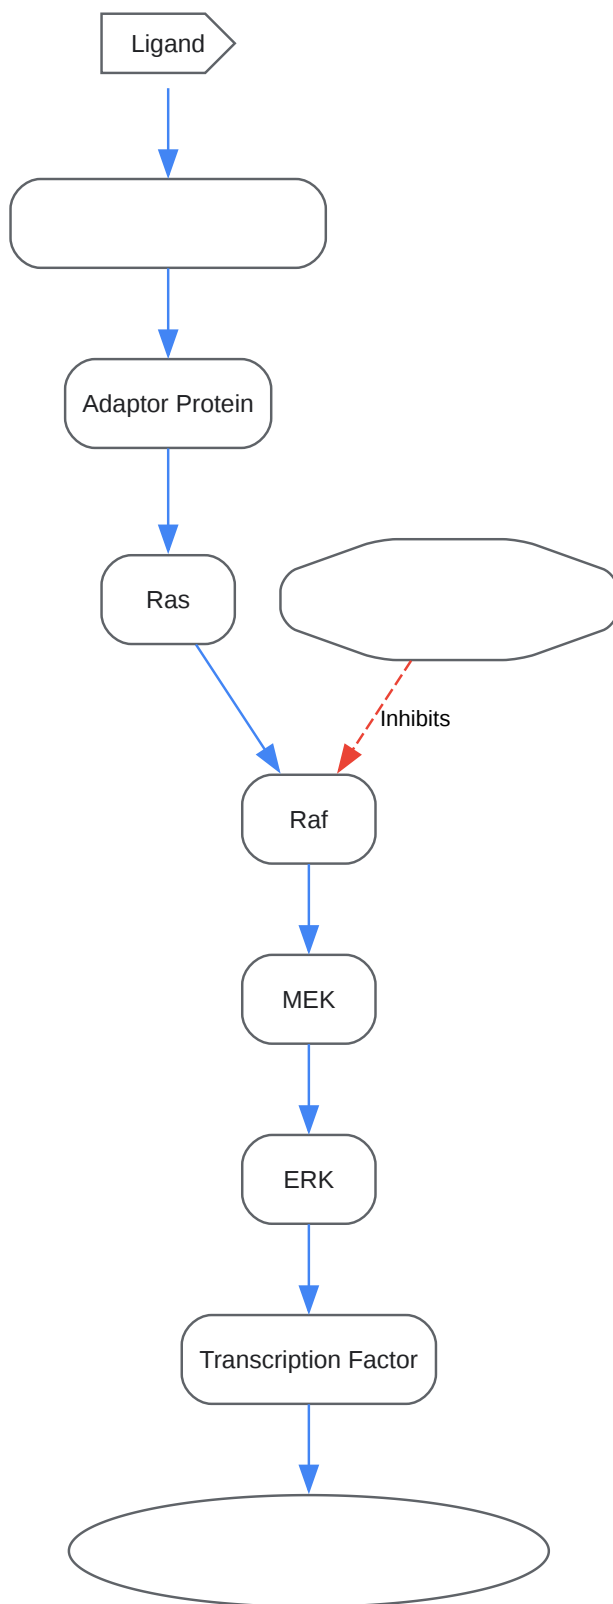 Ligand
Adaptor Protein
Ras
Inhibits
Raf
MEK
ERK
Transcription Factor